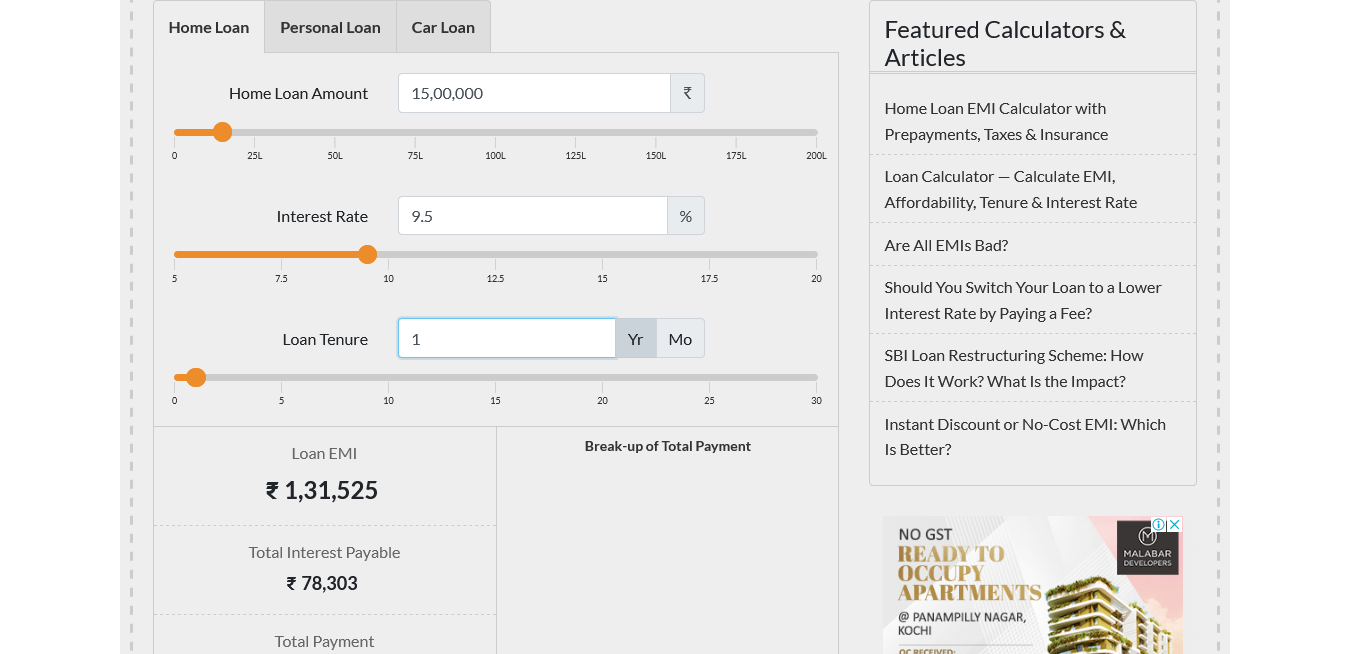 Home Loan
Personal Loan
Car Loan
Home Loan Amount
15,00,000
₹
0 25L 50L 75L 100L 125L 150L 175L 200L
Interest Rate
9.5
%
5 7.5 10 12.5 15 17.5 20
Loan Tenure
1
Yr
Mo
0 5 10 15 20 25 30
Loan EMI
₹ 1,31,525
Total Interest Payable
₹ 78,303
Total Payment
Break-up of Total Payment
Featured Calculators &
Articles
Home Loan EMI Calculator with
Prepayments, Taxes & Insurance
Loan Calculator — Calculate EMI,
Affordability, Tenure & Interest Rate
Are All EMIs Bad?
Should You Switch Your Loan to a Lower
Interest Rate by Paying a Fee?
SBI Loan Restructuring Scheme: How
Does It Work? What Is the Impact?
Instant Discount or No-Cost EMI: Which
Is Better?
NO GST
READY TO
OCCUPY
APARTMENTS
@ PANAMPILLY NAGAR,
KOCHI
OC RECEIVED:
MALABAR
DEVELOPERS